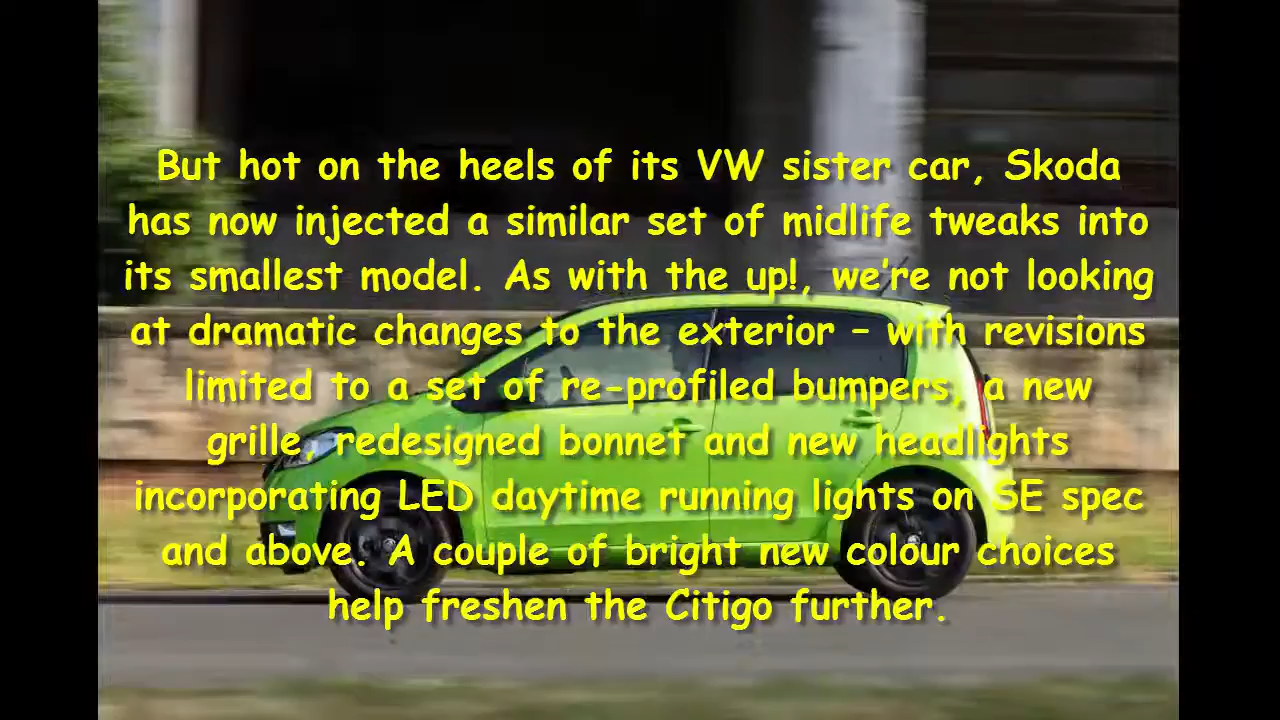 But hot on the heels of its VW sister car, Skoda
has now injected a similar set of midlife tweaks into
its smallest model. As with the up!, we're not looking
at dramatic changes to the exterior – with revisions
limited to a set of re-profiled bumpers, a new
grille, redesigned bonnet and new headlights
incorporating LED daytime running lights on SE spec
and above. A couple of bright new colour choices
help freshen the Citigo further.